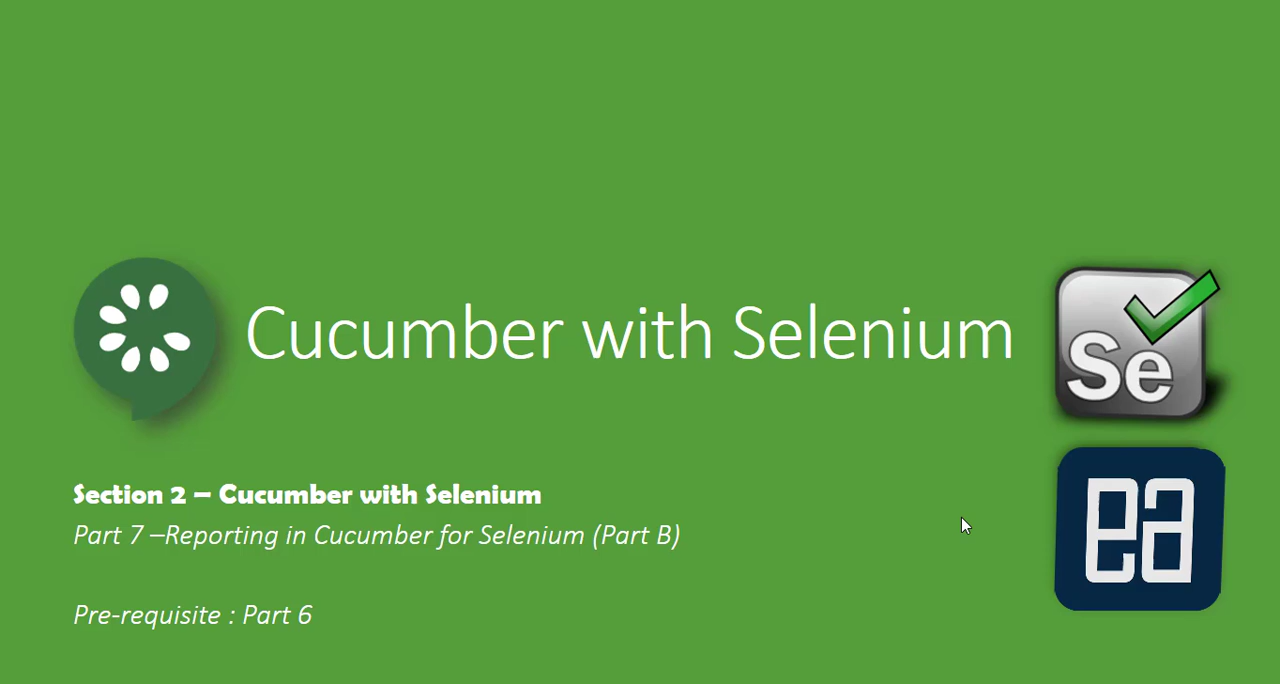 Cucumber with Selenium
Se
ea
Section 2 – Cucumber with Selenium
Part 7 –Reporting in Cucumber for Selenium (Part B)
Pre-requisite : Part 6